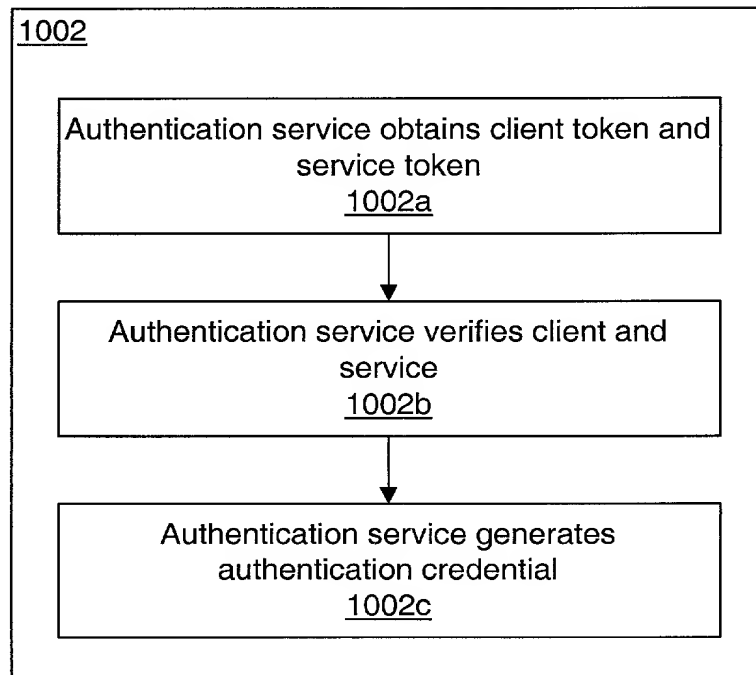 1002
Authentication service obtains client token and
service token
1002a
Authentication service verifies client and
service
1002b
Authentication service generates
authentication credential
1002c